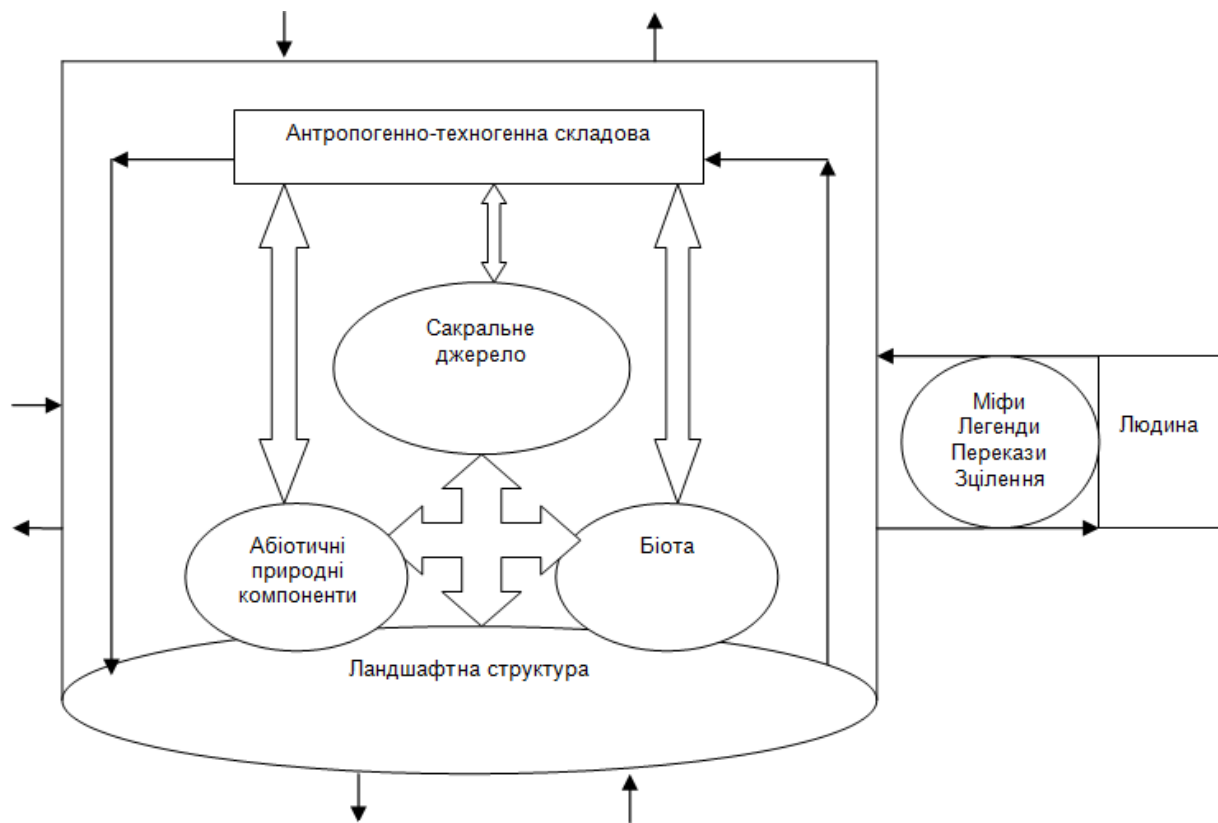 Антропогенно-техногенна складова
Сакральне
джерело
Міфи
Легенди
Перекази
Зцілення
Людина
Абіотичні
природні
компоненти
Біота
Ландшафтна структура